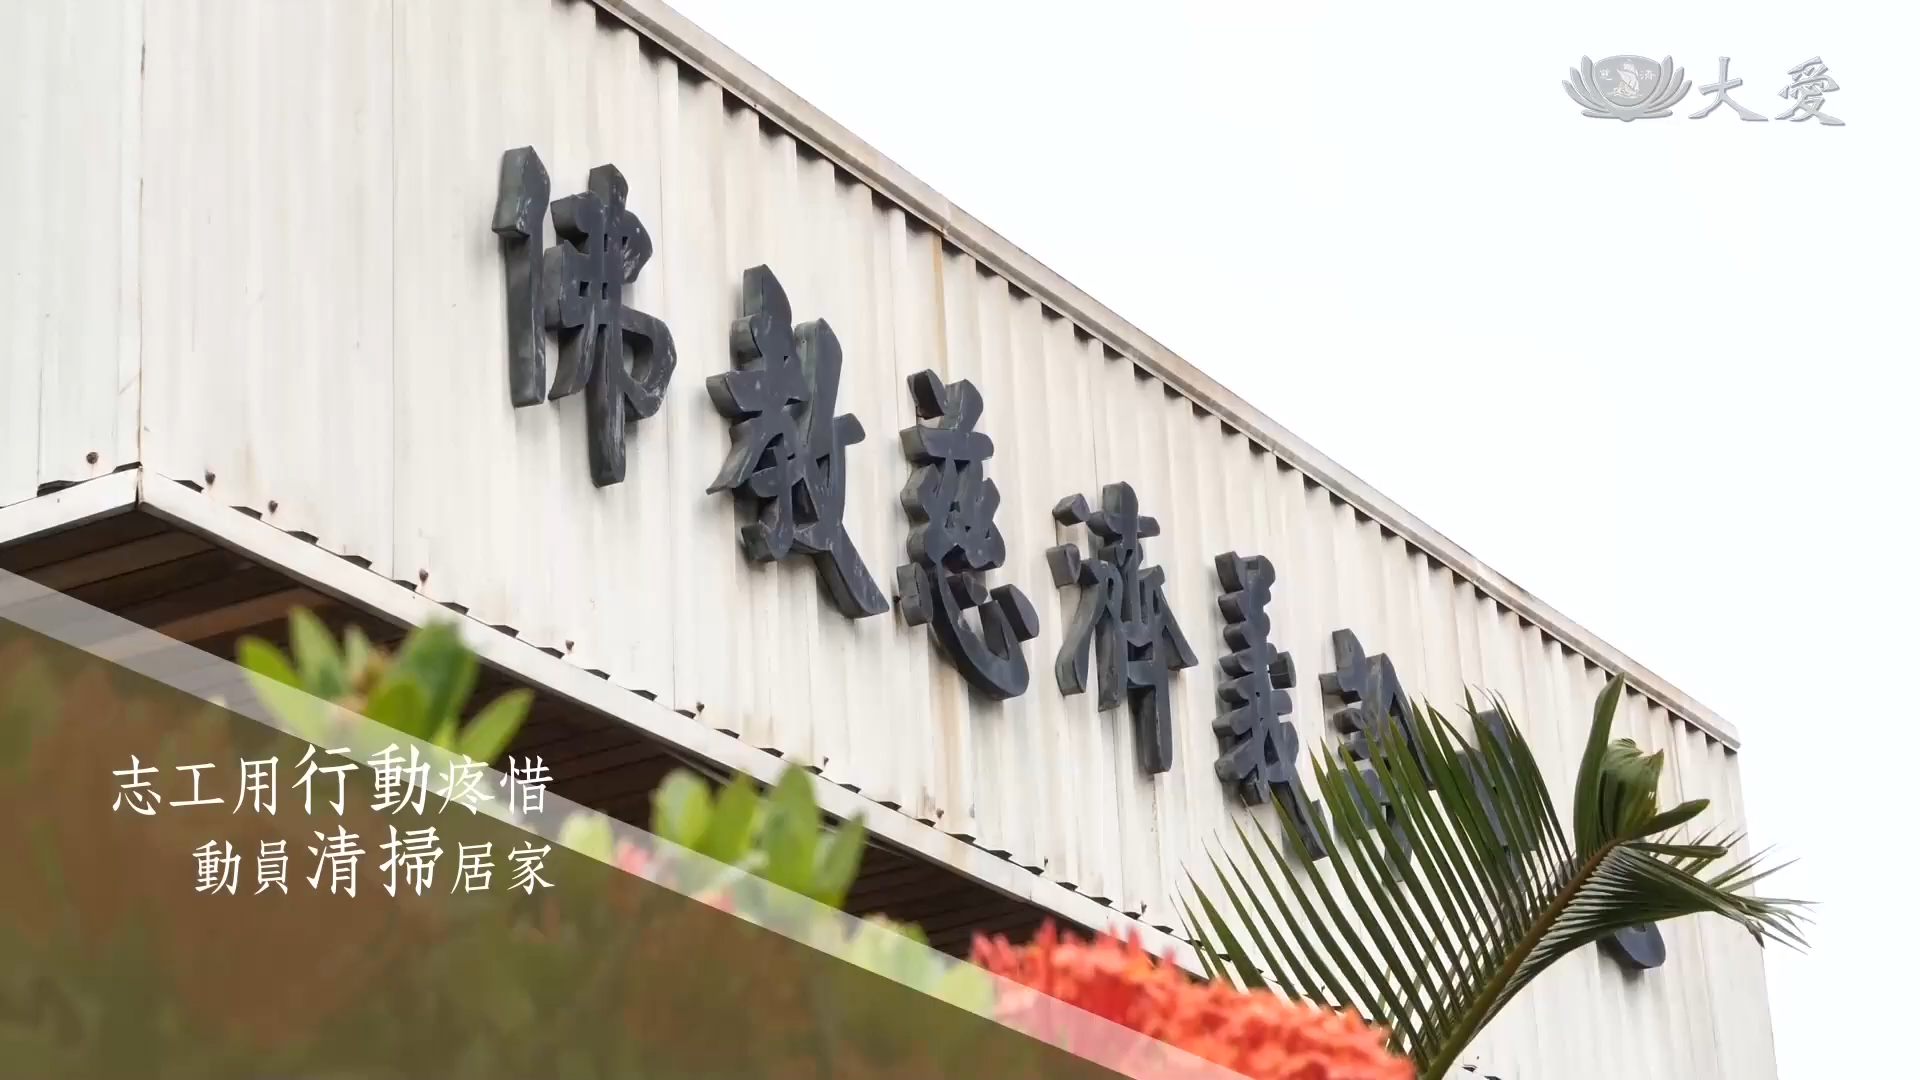 大愛
佛教慈濟義
志工用行動疼惜
動員清掃居家